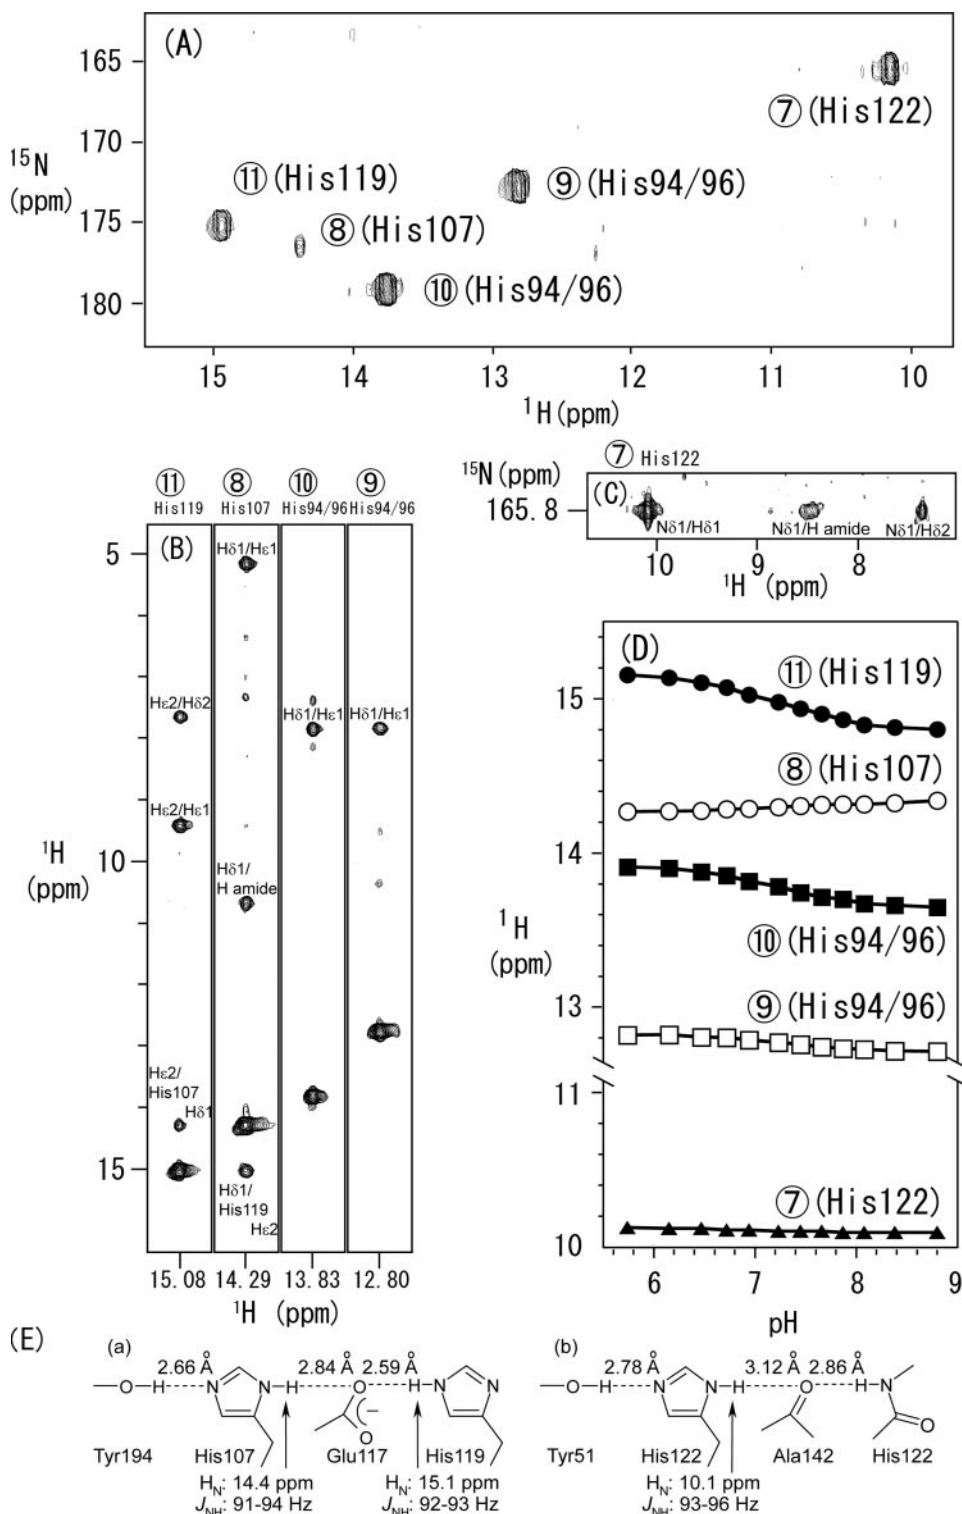 (A)
165
170
175
180
15N
(ppm)
⑦(His122)
⑪(His119)
⑨(His94/96)
⑧(His107)
⑩(His94/96)
15
14
13
12
11
10
1H(ppm)
⑪
⑧
⑩
⑨
His119
His107
His94/96
His94/96
(B)
5
10
15
1H
(ppm)
Hδ1/Hε1
Hε2/Hδ2
Hδ1/Hε1
Hδ1/Hε1
Hε2/Hε1
Hδ1/
H amide
Hε2/
His107
Hδ1
Hδ1/
His119
Hε2
15.08
14.29
13.83
12.80
1H (ppm)
⑦ His122
15N (ppm)
165.8
(C)
Nδ1/Hδ1
Nδ1/H amide
Nδ1/Hδ2
10
9
8
1H (ppm)
(D)
15
14
13
11
10
1H
(ppm)
⑪(His119)
⑧(His107)
⑩(His94/96)
⑨(His94/96)
⑦(His122)
6
7
8
9
pH
(E)
(a)
2.66 Å
2.84 Å
2.59 Å
O
H
N
N
H
O
O
−
H
N
N
Tyr194
His107
Glu117
His119
HN: 14.4 ppm
JNH: 91-94 Hz
HN: 15.1 ppm
JNH: 92-93 Hz
(b)
2.78 Å
3.12 Å
2.86 Å
O
H
N
N
H
O
H
N
O
Tyr51
His122
Ala142
His122
HN: 10.1 ppm
JNH: 93-96 Hz